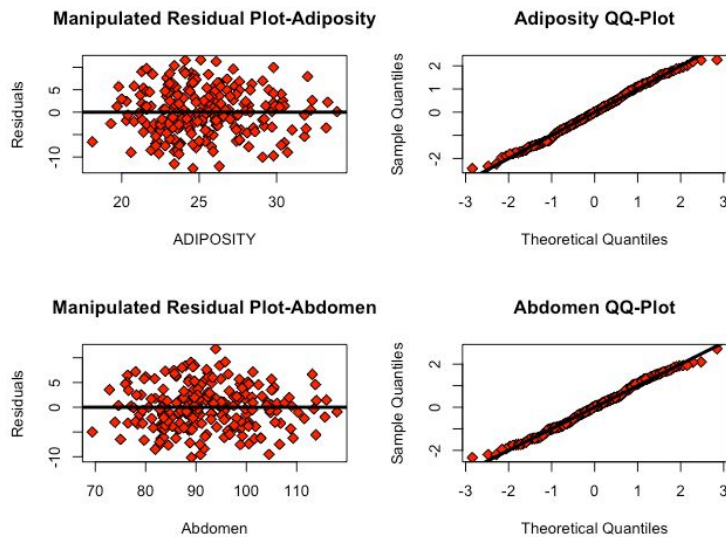 Manipulated Residual Plot-Adiposity
Residuals
5
0
-10
20
25
30
ADIPOSITY
Adiposity QQ-Plot
Sample Quantiles
2
1
0
-2
-3
-2
-1
0
1
2
3
Theoretical Quantiles
Manipulated Residual Plot-Abdomen
Residuals
5
0
-10
70
80
90
100
110
Abdomen
Abdomen QQ-Plot
Sample Quantiles
2
0
-2
-3
-2
-1
0
1
2
3
Theoretical Quantiles